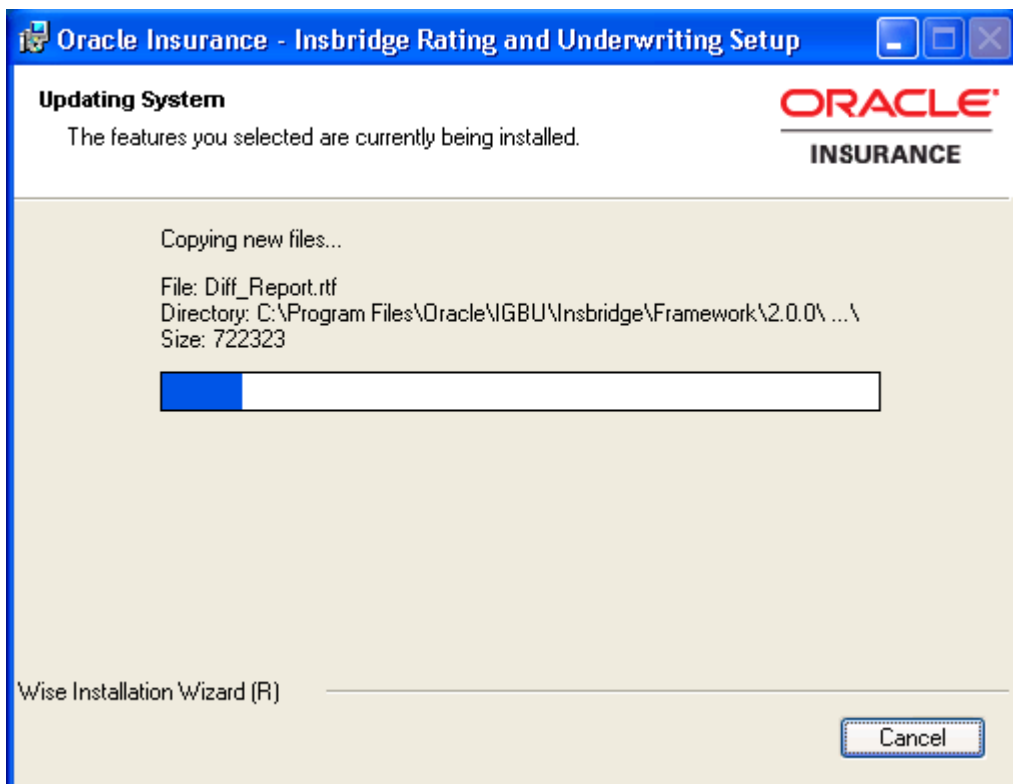 Oracle Insurance - Insbridge Rating and Underwriting Setup
Updating System
The features you selected are currently being installed.
ORACLE
INSURANCE
Copying new files...
File: Diff_Report.rtf
Directory: C:\Program Files\Oracle\IGBU\Insbridge\Framework\2.0.0\ ...\
Size: 722323
Wise Installation Wizard (R)
Cancel